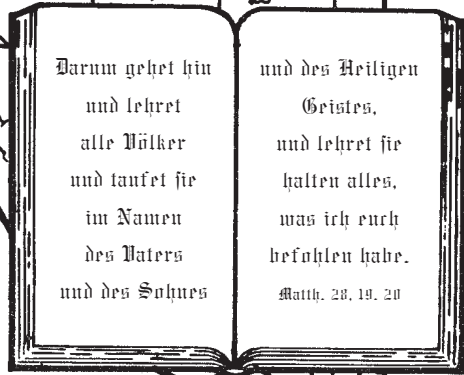 Darum gehet hin
und lehret
alle Völker
und taufet sie
im Namen
des Vaters
und des Sohnes
und des Heiligen
Geistes,
und lehret sie
halten alles,
was ich euch
befohlen habe.
Matth. 28, 19. 20